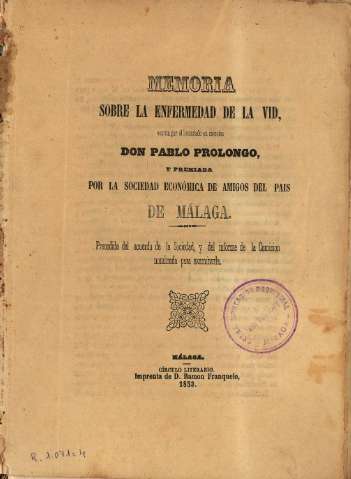 MEMORIA
SOBRE LA ENFERMEDAD DE LA VID,
escrita por el licenciado en ciencias
DON PABLO PROLONGO,
Y PREMIADA
POR LA SOCIEDAD ECONÓMICA DE AMIGOS DEL PAIS
DE MÁLAGA.
Precedida del acuerdo de la Sociedad, y del informe de la Comision
nombrada para examinarla.
MÁLAGA.
CÍRCULO LITERARIO.
Imprenta de D. Ramon Franquelo,
1853.